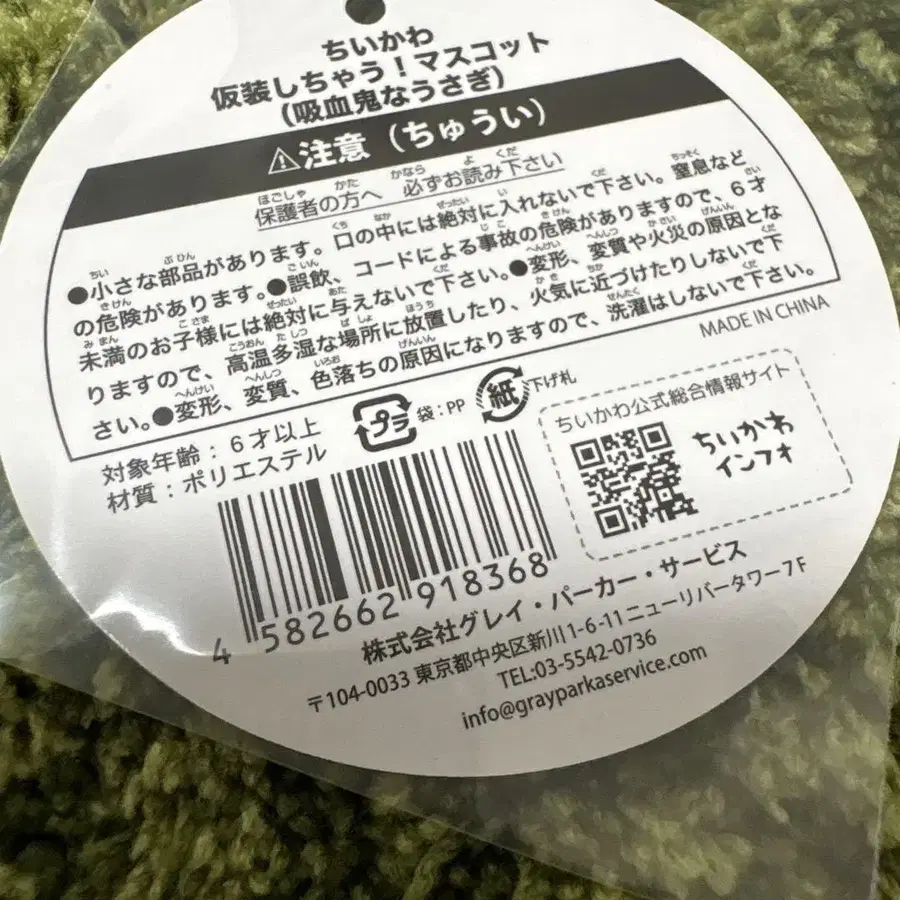 ちいかわ
仮装しちゃう!マスコット
(吸血鬼なうさぎ)
⚠注意(ちゅうい)
保護者の方へ 必ずお読み下さい
●小さな部品があります。口の中には絶対に入れないで下さい。窒息など
の危険があります。●誤飲、コードによる事故の危険がありますので、6才
未満のお子様には絶対に与えないで下さい。●変形、変質や火災の原因とな
りますので、高温多湿な場所に放置したり、火気に近づけたりしないで下
さい。●変形、変質、色落ちの原因になりますので、洗濯はしないで下さい。
MADE IN CHINA
対象年齢:6才以上
材質:ポリエステル
プラ 袋:PP 紙 下げ札
ちいかわ公式総合情報サイト
ちいかわ
インフォ
4 582662 918368
株式会社グレイ・パーカー・サービス
〒104-0033 東京都中央区新川1-6-11 ニューリバータワー7F
TEL:03-5542-0736
info@grayparkaservice.com